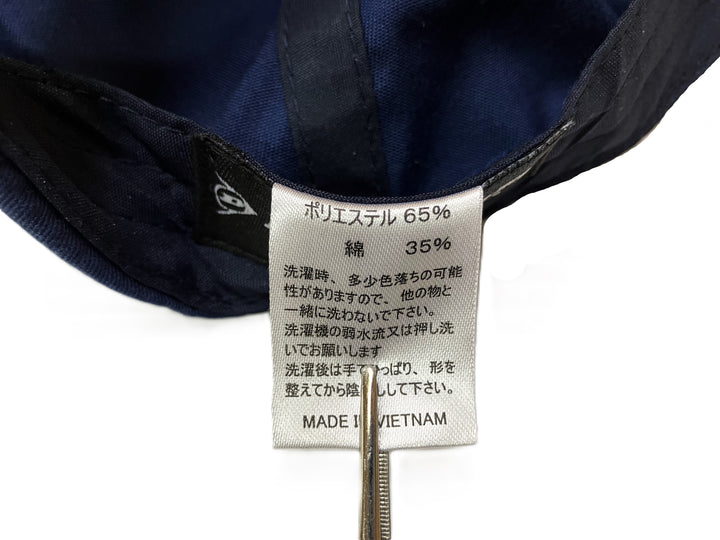 ポリエステル 65%
綿 35%
洗濯時、多少色落ちの可能
性がありますので、他の物と
一緒に洗わないで下さい。
洗濯機の弱水流又は押し洗
いでお願いします
洗濯後は手でひっぱり、形を
整えてから陰干しして下さい。
MADE IN VIETNAM